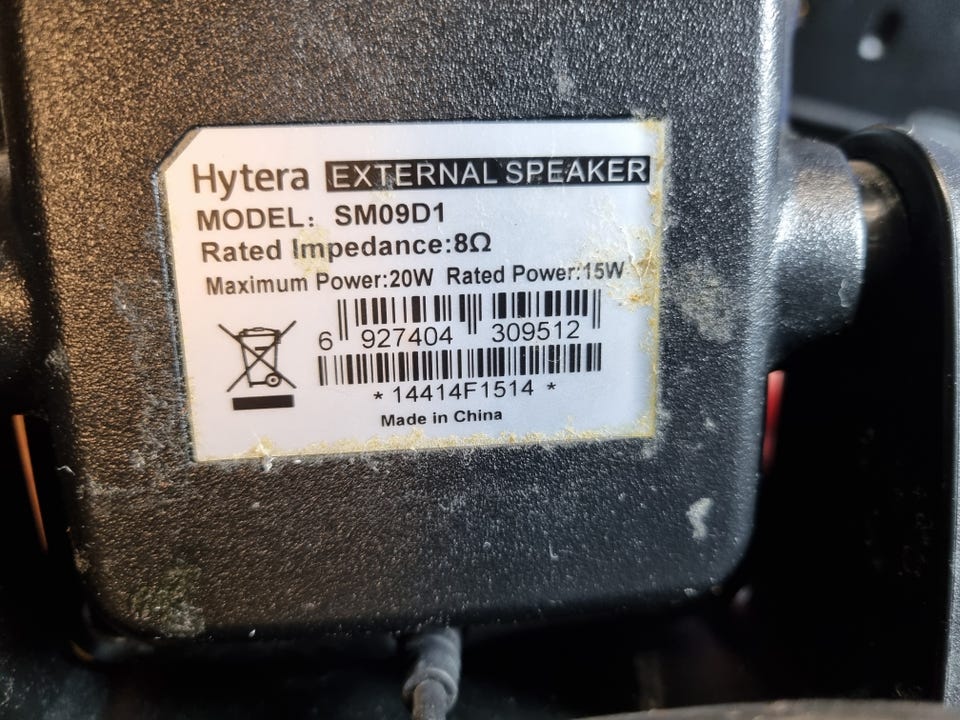 Hytera EXTERNAL SPEAKER
MODEL: SM09D1
Rated Impedance:8Ω
Maximum Power:20W Rated Power:15W
6 927404 309512
*14414F1514*
Made in China